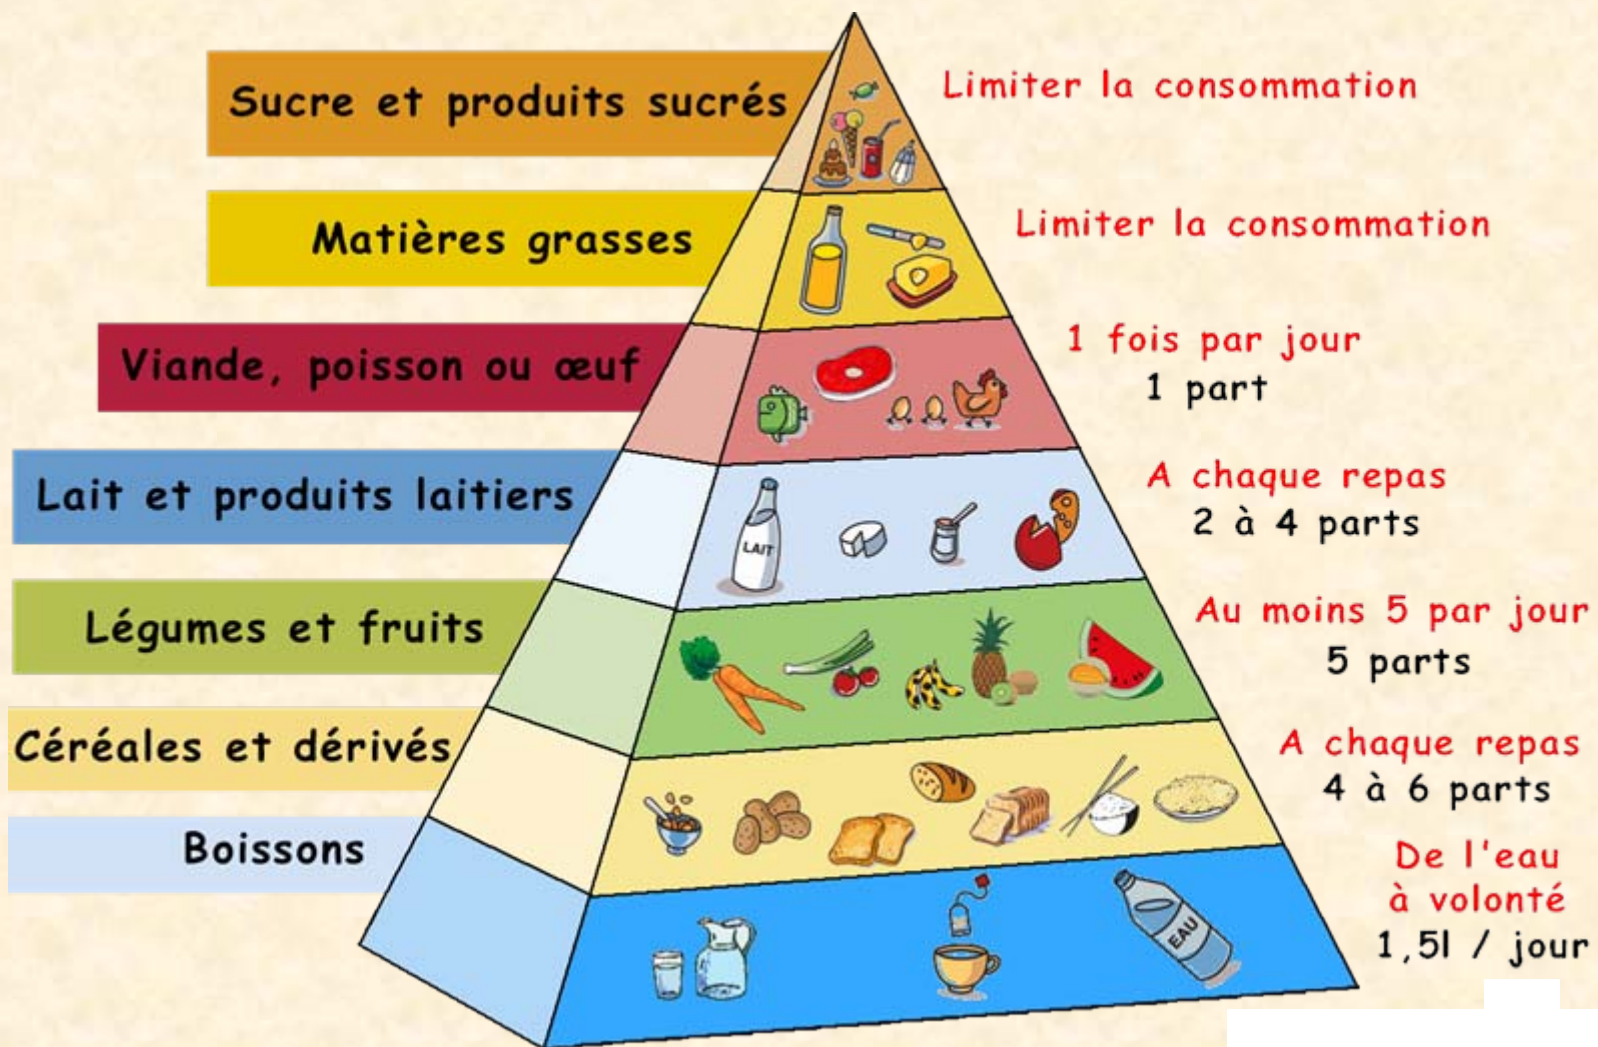 Sucre et produits sucrés
Limiter la consommation
Matières grasses
Limiter la consommation
Viande, poisson ou œuf
1 fois par jour
1 part
Lait et produits laitiers
LAIT
A chaque repas
2 à 4 parts
Légumes et fruits
Au moins 5 par jour
5 parts
Céréales et dérivés
A chaque repas
4 à 6 parts
Boissons
EAU
De l'eau
à volonté
1,5l / jour